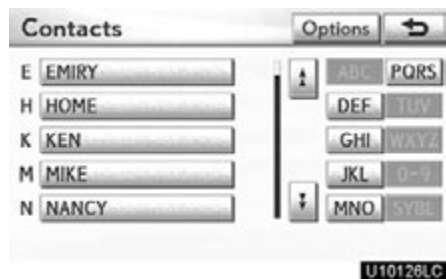 Contacts Options
E EMIRY ABC PQRS
H HOME DEF TUV
K KEN GHI WXYZ
M MIKE JKL 0-9
N NANCY MNO SYBL
U10126LC